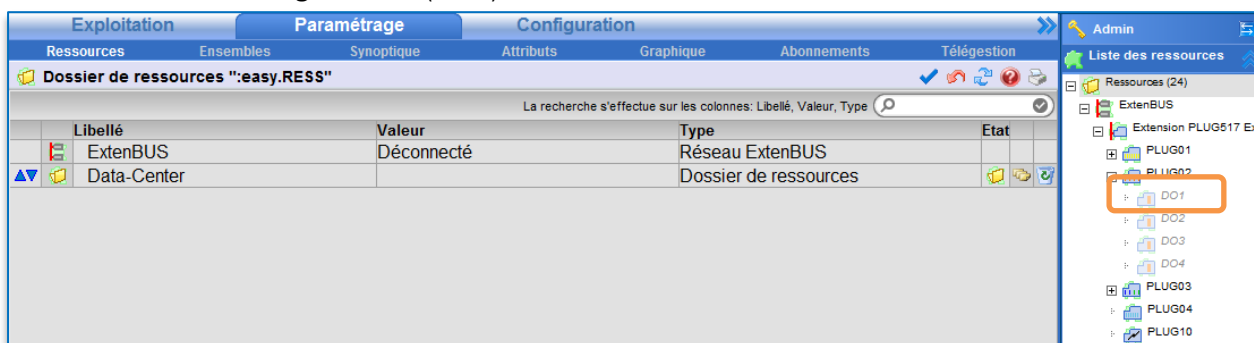 Exploitation Paramétrage Configuration Admin
Ressources Ensembles Synoptique Attributs Graphique Abonnements Télégestion Liste des ressources
Dossier de ressources ":easy.RESS" Ressources (24)
La recherche s'effectue sur les colonnes: Libellé, Valeur, Type ExtenBUS
Libellé Valeur Type Etat Extension PLUG517 E
ExtenBUS Déconnecté Réseau ExtenBUS PLUG01
Data-Center Dossier de ressources PLUG02
DO1
DO2
DO3
DO4
PLUG03
PLUG04
PLUG10